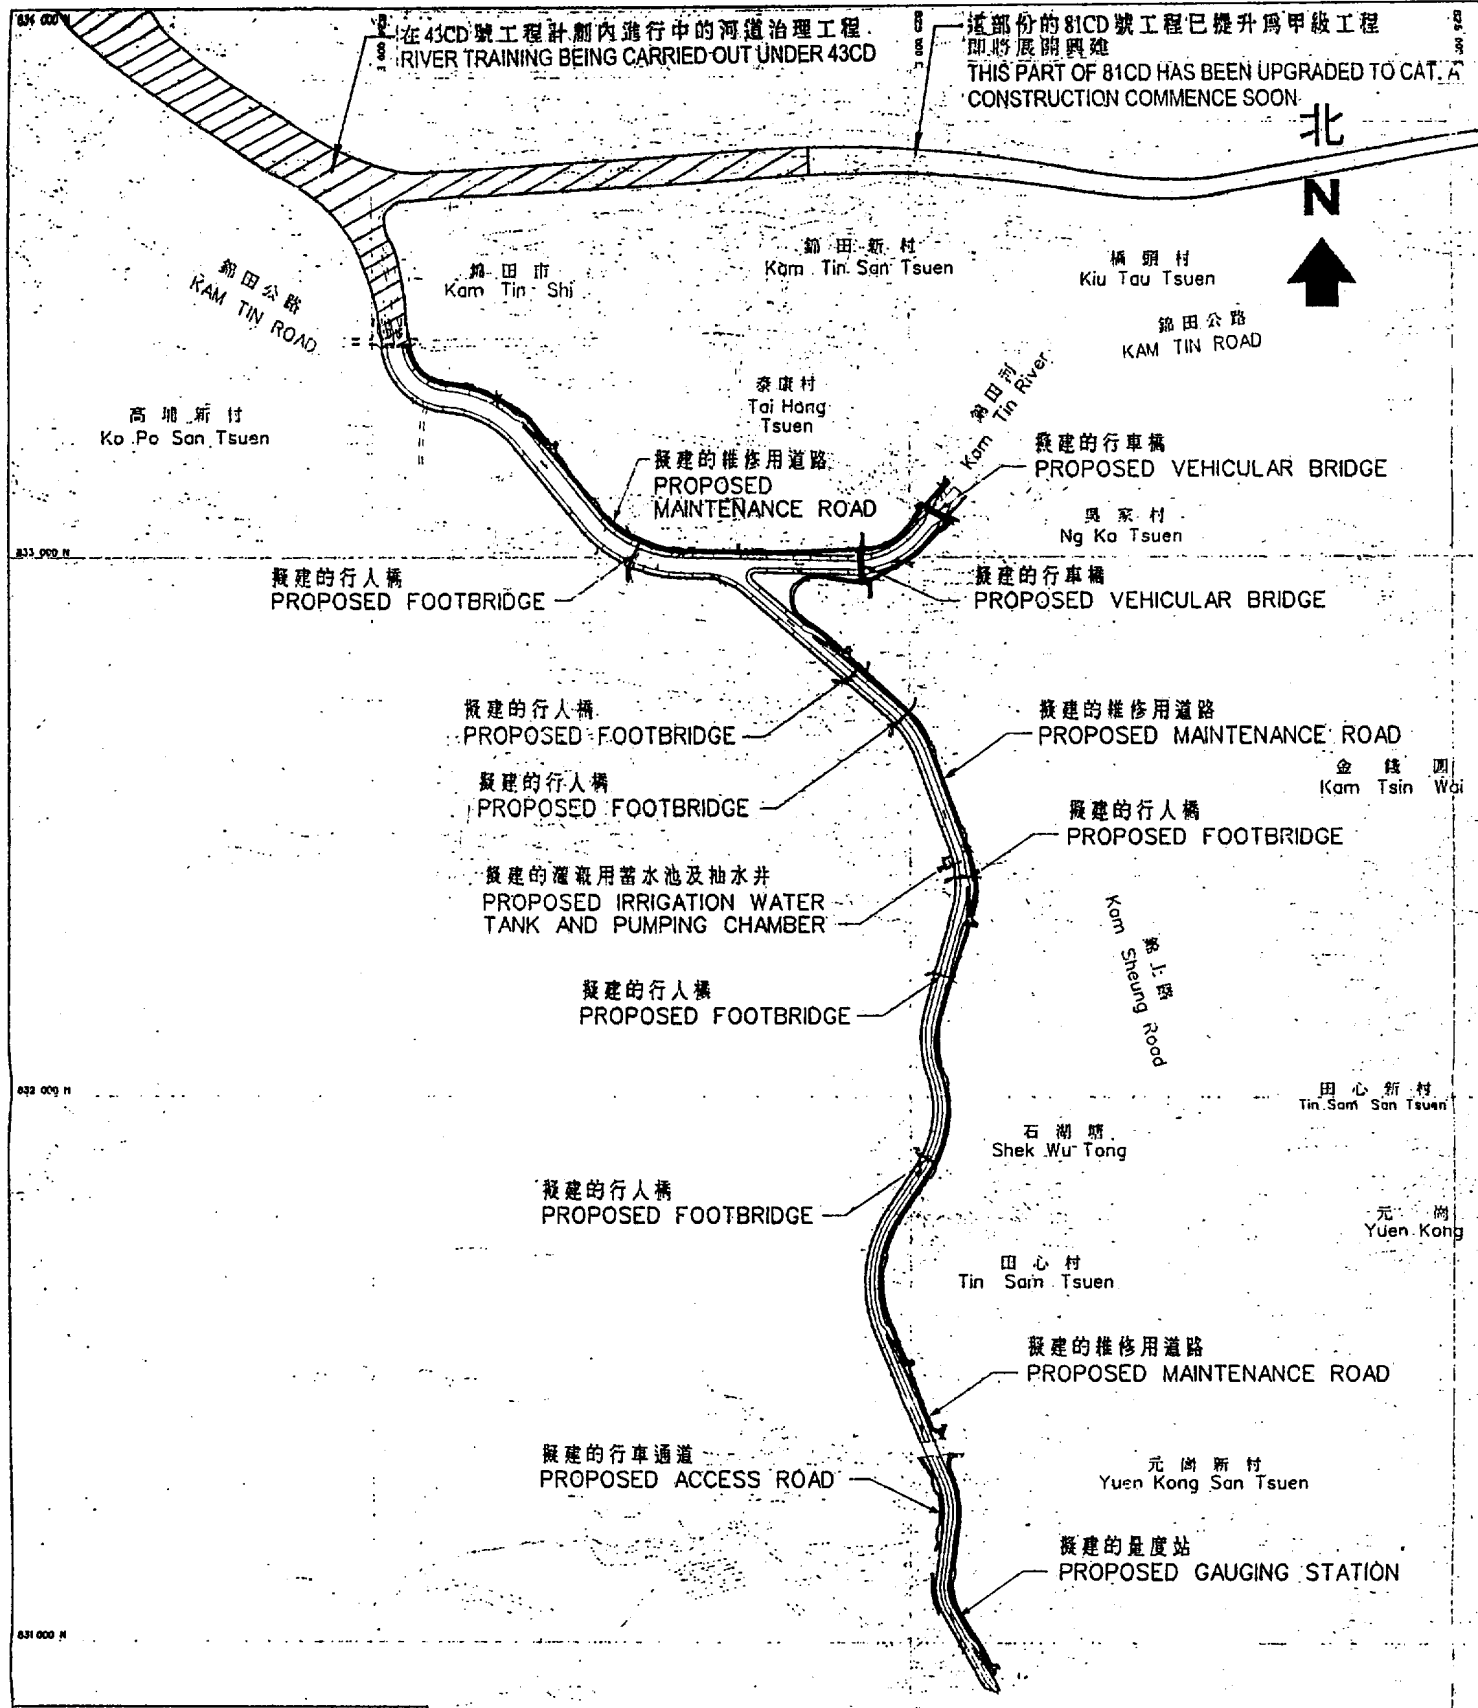 834 000 N
在43CD號工程計劃內進行中的河道治理工程
RIVER TRAINING BEING CARRIED OUT UNDER 43CD
這部份的81CD號工程已提升爲甲級工程
即將展開興建
THIS PART OF 81CD HAS BEEN UPGRADED TO CAT. A
CONSTRUCTION COMMENCE SOON
北
N
錦田公路
KAM TIN ROAD
錦田市
Kam Tin Shi
錦田新村
Kam Tin San Tsuen
橋頭村
Kiu Tau Tsuen
錦田公路
KAM TIN ROAD
高埔新村
Ko Po San Tsuen
泰康村
Tai Hong
Tsuen
錦田河
Kam Tin River
擬建的行車橋
PROPOSED VEHICULAR BRIDGE
擬建的維修用道路
PROPOSED
MAINTENANCE ROAD
吳家村
Ng Ka Tsuen
833 000 N
擬建的行人橋
PROPOSED FOOTBRIDGE
擬建的行車橋
PROPOSED VEHICULAR BRIDGE
擬建的行人橋
PROPOSED FOOTBRIDGE
擬建的維修用道路
PROPOSED MAINTENANCE ROAD
擬建的行人橋
PROPOSED FOOTBRIDGE
金錢圍
Kam Tsin Wai
擬建的行人橋
PROPOSED FOOTBRIDGE
擬建的灌溉用蓄水池及抽水井
PROPOSED IRRIGATION WATER
TANK AND PUMPING CHAMBER
錦上路
Kam Sheung Road
擬建的行人橋
PROPOSED FOOTBRIDGE
832 000 N
田心新村
Tin Sam San Tsuen
石湖塘
Shek Wu Tong
擬建的行人橋
PROPOSED FOOTBRIDGE
元崗
Yuen Kong
田心村
Tin Sam Tsuen
擬建的維修用道路
PROPOSED MAINTENANCE ROAD
擬建的行車通道
PROPOSED ACCESS ROAD
元崗新村
Yuen Kong San Tsuen
擬建的量度站
PROPOSED GAUGING STATION
831 000 N